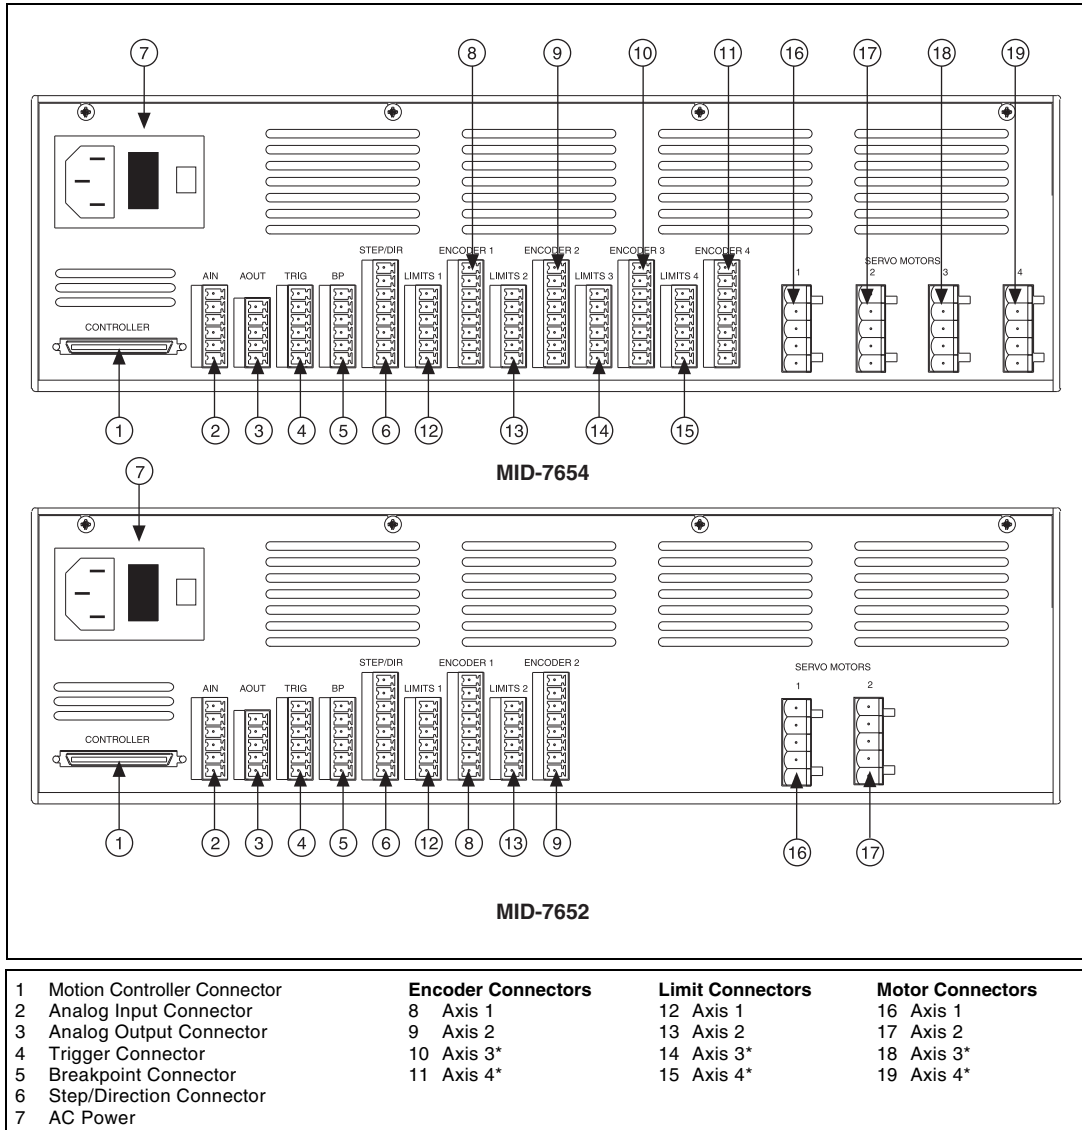 7 8 9 10 11 16 17 18 19
STEP/DIR ENCODER 1 ENCODER 2 ENCODER 3 ENCODER 4
SERVO MOTORS
1 2 3 4
AIN AOUT TRIG BP LIMITS 1 LIMITS 2 LIMITS 3 LIMITS 4
CONTROLLER
1 2 3 4 5 6 12 13 14 15
MID-7654
7
STEP/DIR ENCODER 1 ENCODER 2
SERVO MOTORS
1 2
AIN AOUT TRIG BP LIMITS 1 LIMITS 2
CONTROLLER
1 2 3 4 5 6 12 8 13 9 16 17
MID-7652
1 Motion Controller Connector
2 Analog Input Connector
3 Analog Output Connector
4 Trigger Connector
5 Breakpoint Connector
6 Step/Direction Connector
7 AC Power
Encoder Connectors
8 Axis 1
9 Axis 2
10 Axis 3*
11 Axis 4*
Limit Connectors
12 Axis 1
13 Axis 2
14 Axis 3*
15 Axis 4*
Motor Connectors
16 Axis 1
17 Axis 2
18 Axis 3*
19 Axis 4*